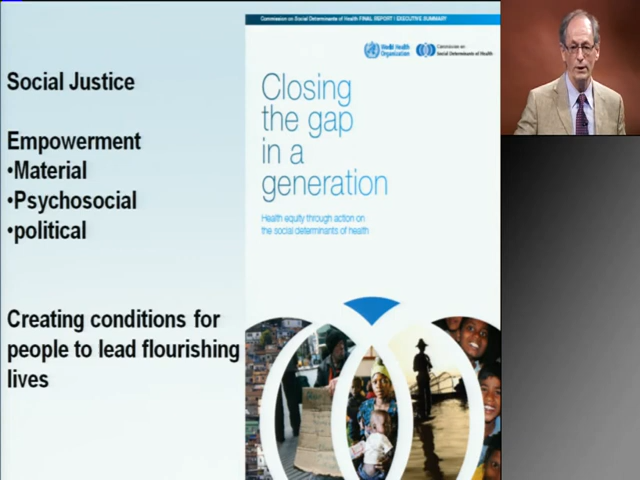 Social Justice
Empowerment
•Material
•Psychosocial
•political
Creating conditions for
people to lead flourishing
lives
Commission on Social Determinants of Health FINAL REPORT | EXECUTIVE SUMMARY
World Health
Organization
Commission on
Social Determinants of Health
Closing
the gap
in a
generation
Health equity through action on
the social determinants of health